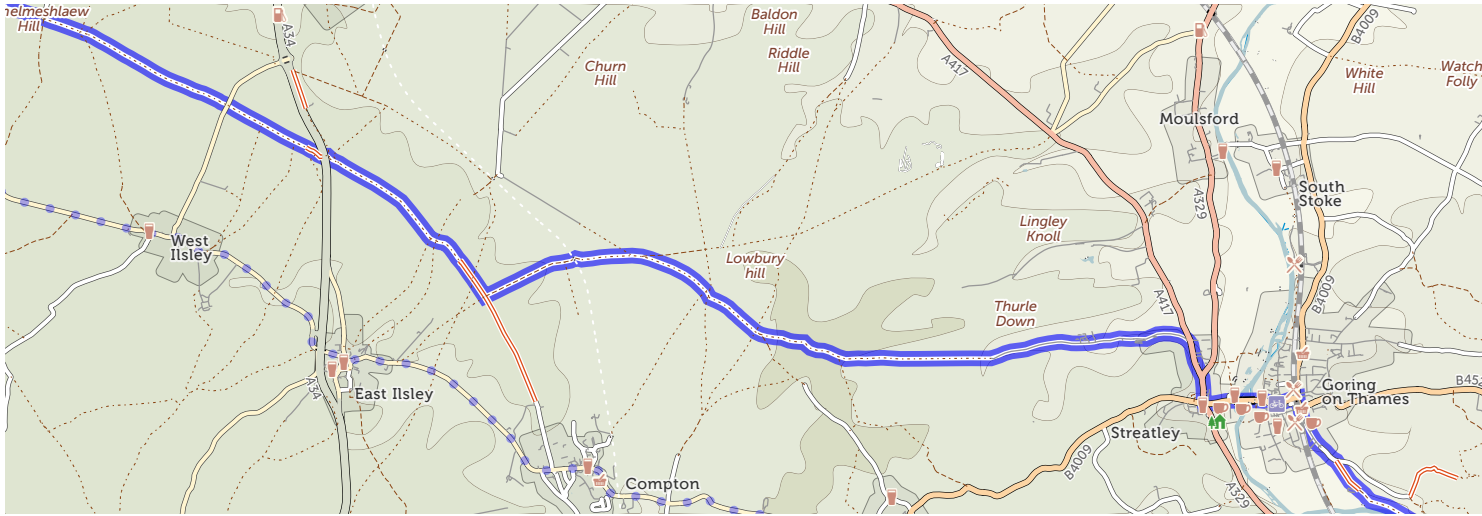 helmeshlaew
Hill
A34
Baldon
Hill
Riddle
Hill
Churn
Hill
A417
B4009
White
Hill
Watch
Folly
Moulsford
South
Stoke
A329
West
Ilsley
Lowbury
hill
Lingley
Knoll
Thurle
Down
A417
B4009
East Ilsley
A34
Goring
on Thames
Streatley
B4009
Compton
A329